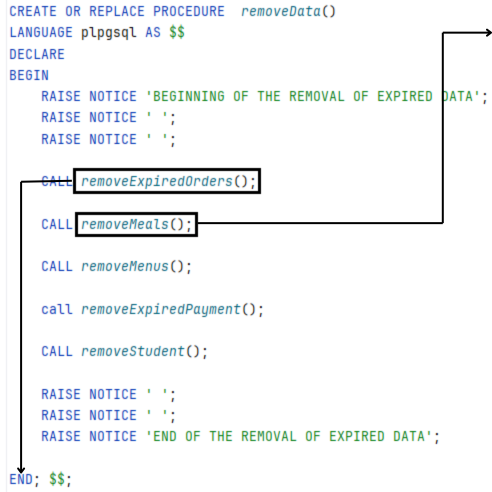 CREATE OR REPLACE PROCEDURE removeData()
LANGUAGE plpgsql AS $$
DECLARE
BEGIN
RAISE NOTICE 'BEGINNING OF THE REMOVAL OF EXPIRED DATA';
RAISE NOTICE ' ';
RAISE NOTICE ' ';
CALL removeExpiredOrders();
CALL removeMeals();
CALL removeMenus();
call removeExpiredPayment();
CALL removeStudent();
RAISE NOTICE ' ';
RAISE NOTICE ' ';
RAISE NOTICE 'END OF THE REMOVAL OF EXPIRED DATA';
END; $$;